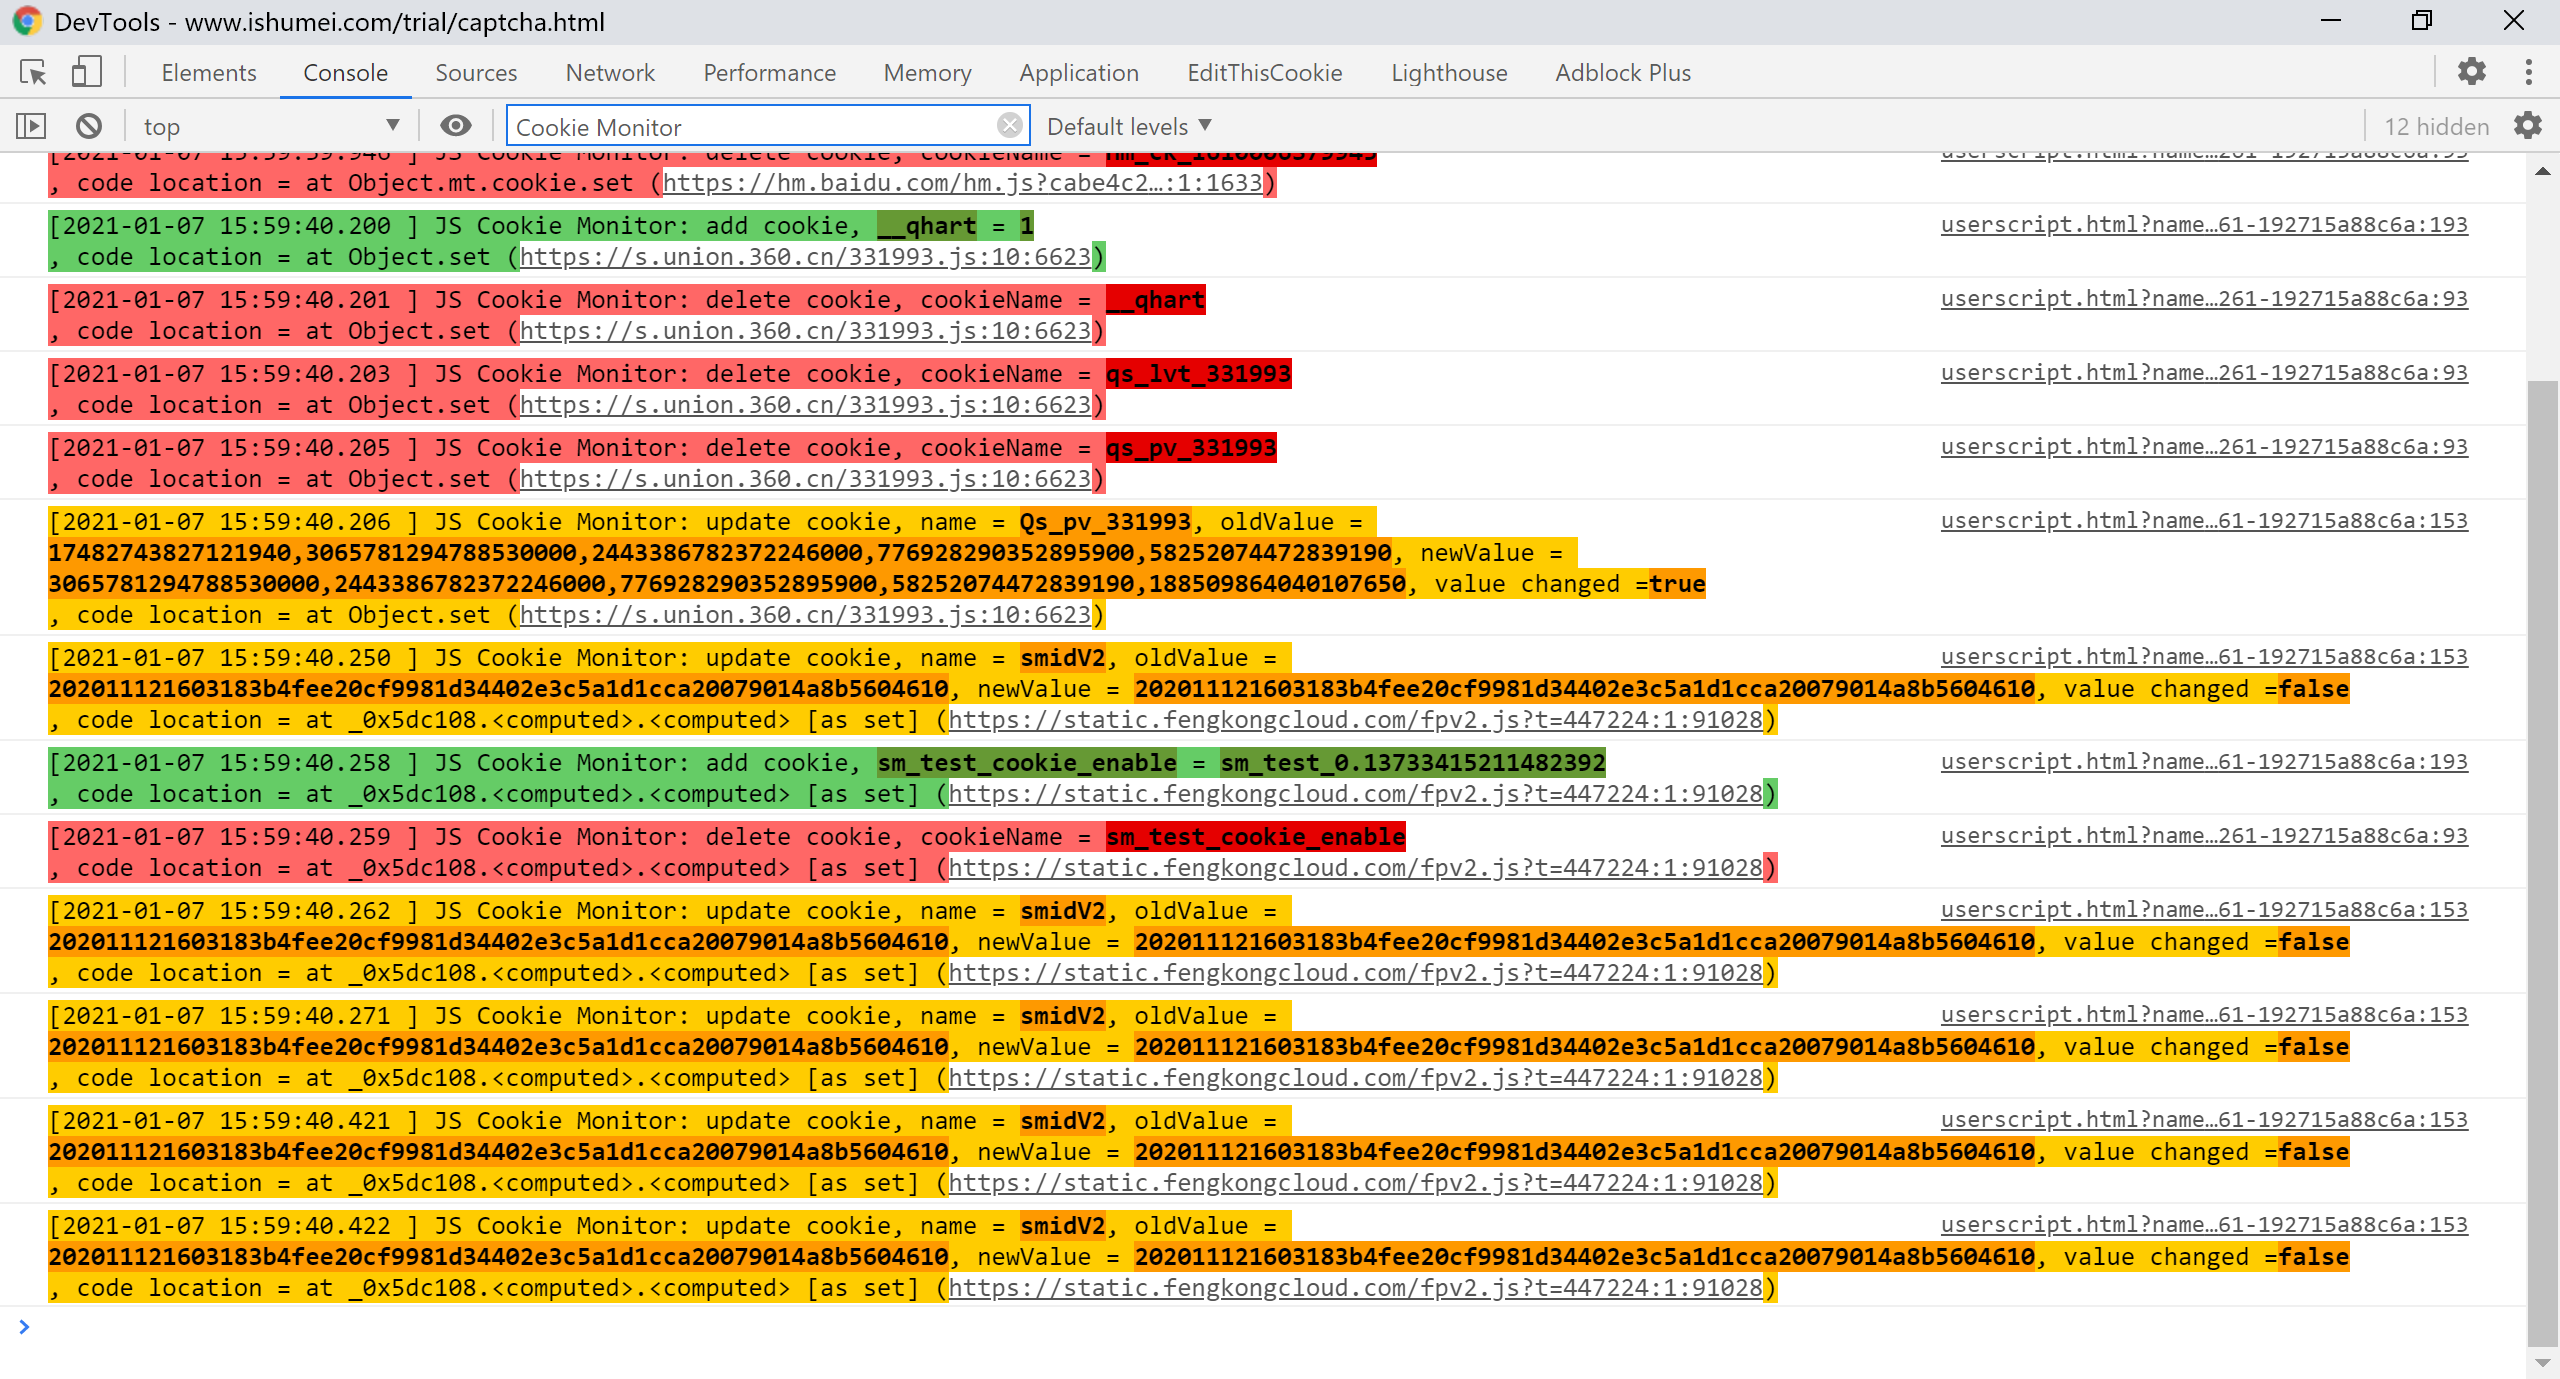 DevTools - www.ishumei.com/trial/captcha.html
Elements Console Sources Network Performance Memory Application EditThisCookie Lighthouse Adblock Plus
top Cookie Monitor Default levels 12 hidden
[2021-01-07 15:59:39.946 ] JS Cookie Monitor: delete cookie, cookieName = userscript.html?name…261-192715a88c6a:93
, code location = at Object.mt.cookie.set (https://hm.baidu.com/hm.js?cabe4c2…:1:1633)
[2021-01-07 15:59:40.200 ] JS Cookie Monitor: add cookie, __qhart = 1 userscript.html?name…61-192715a88c6a:193
, code location = at Object.set (https://s.union.360.cn/331993.js:10:6623)
[2021-01-07 15:59:40.201 ] JS Cookie Monitor: delete cookie, cookieName = __qhart userscript.html?name…261-192715a88c6a:93
, code location = at Object.set (https://s.union.360.cn/331993.js:10:6623)
[2021-01-07 15:59:40.203 ] JS Cookie Monitor: delete cookie, cookieName = qs_lvt_331993 userscript.html?name…261-192715a88c6a:93
, code location = at Object.set (https://s.union.360.cn/331993.js:10:6623)
[2021-01-07 15:59:40.205 ] JS Cookie Monitor: delete cookie, cookieName = qs_pv_331993 userscript.html?name…261-192715a88c6a:93
, code location = at Object.set (https://s.union.360.cn/331993.js:10:6623)
[2021-01-07 15:59:40.206 ] JS Cookie Monitor: update cookie, name = Qs_pv_331993, oldValue = userscript.html?name…61-192715a88c6a:153
17482743827121940,3065781294788530000,2443386782372246000,776928290352895900,58252074472839190, newValue =
3065781294788530000,2443386782372246000,776928290352895900,58252074472839190,188509864040107650, value changed =true
, code location = at Object.set (https://s.union.360.cn/331993.js:10:6623)
[2021-01-07 15:59:40.250 ] JS Cookie Monitor: update cookie, name = smidV2, oldValue = userscript.html?name…61-192715a88c6a:153
202011121603183b4fee20cf9981d34402e3c5a1d1cca20079014a8b5604610, newValue = 202011121603183b4fee20cf9981d34402e3c5a1d1cca20079014a8b5604610, value changed =false
, code location = at _0x5dc108.<computed>.<computed> [as set] (https://static.fengkongcloud.com/fpv2.js?t=447224:1:91028)
[2021-01-07 15:59:40.258 ] JS Cookie Monitor: add cookie, sm_test_cookie_enable = sm_test_0.13733415211482392 userscript.html?name…61-192715a88c6a:193
, code location = at _0x5dc108.<computed>.<computed> [as set] (https://static.fengkongcloud.com/fpv2.js?t=447224:1:91028)
[2021-01-07 15:59:40.259 ] JS Cookie Monitor: delete cookie, cookieName = sm_test_cookie_enable userscript.html?name…261-192715a88c6a:93
, code location = at _0x5dc108.<computed>.<computed> [as set] (https://static.fengkongcloud.com/fpv2.js?t=447224:1:91028)
[2021-01-07 15:59:40.262 ] JS Cookie Monitor: update cookie, name = smidV2, oldValue = userscript.html?name…61-192715a88c6a:153
202011121603183b4fee20cf9981d34402e3c5a1d1cca20079014a8b5604610, newValue = 202011121603183b4fee20cf9981d34402e3c5a1d1cca20079014a8b5604610, value changed =false
, code location = at _0x5dc108.<computed>.<computed> [as set] (https://static.fengkongcloud.com/fpv2.js?t=447224:1:91028)
[2021-01-07 15:59:40.271 ] JS Cookie Monitor: update cookie, name = smidV2, oldValue = userscript.html?name…61-192715a88c6a:153
202011121603183b4fee20cf9981d34402e3c5a1d1cca20079014a8b5604610, newValue = 202011121603183b4fee20cf9981d34402e3c5a1d1cca20079014a8b5604610, value changed =false
, code location = at _0x5dc108.<computed>.<computed> [as set] (https://static.fengkongcloud.com/fpv2.js?t=447224:1:91028)
[2021-01-07 15:59:40.421 ] JS Cookie Monitor: update cookie, name = smidV2, oldValue = userscript.html?name…61-192715a88c6a:153
202011121603183b4fee20cf9981d34402e3c5a1d1cca20079014a8b5604610, newValue = 202011121603183b4fee20cf9981d34402e3c5a1d1cca20079014a8b5604610, value changed =false
, code location = at _0x5dc108.<computed>.<computed> [as set] (https://static.fengkongcloud.com/fpv2.js?t=447224:1:91028)
[2021-01-07 15:59:40.422 ] JS Cookie Monitor: update cookie, name = smidV2, oldValue = userscript.html?name…61-192715a88c6a:153
202011121603183b4fee20cf9981d34402e3c5a1d1cca20079014a8b5604610, newValue = 202011121603183b4fee20cf9981d34402e3c5a1d1cca20079014a8b5604610, value changed =false
, code location = at _0x5dc108.<computed>.<computed> [as set] (https://static.fengkongcloud.com/fpv2.js?t=447224:1:91028)